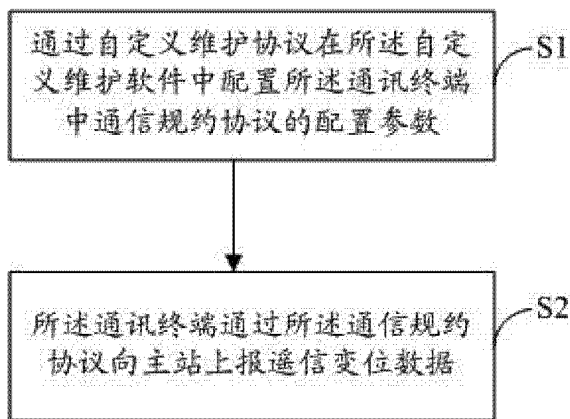 通过自定义维护协议在所述自定
义维护软件中配置所述通讯终端
中通信规约协议的配置参数
S1
所述通讯终端通过所述通信规约
协议向主站上报遥信变位数据
S2